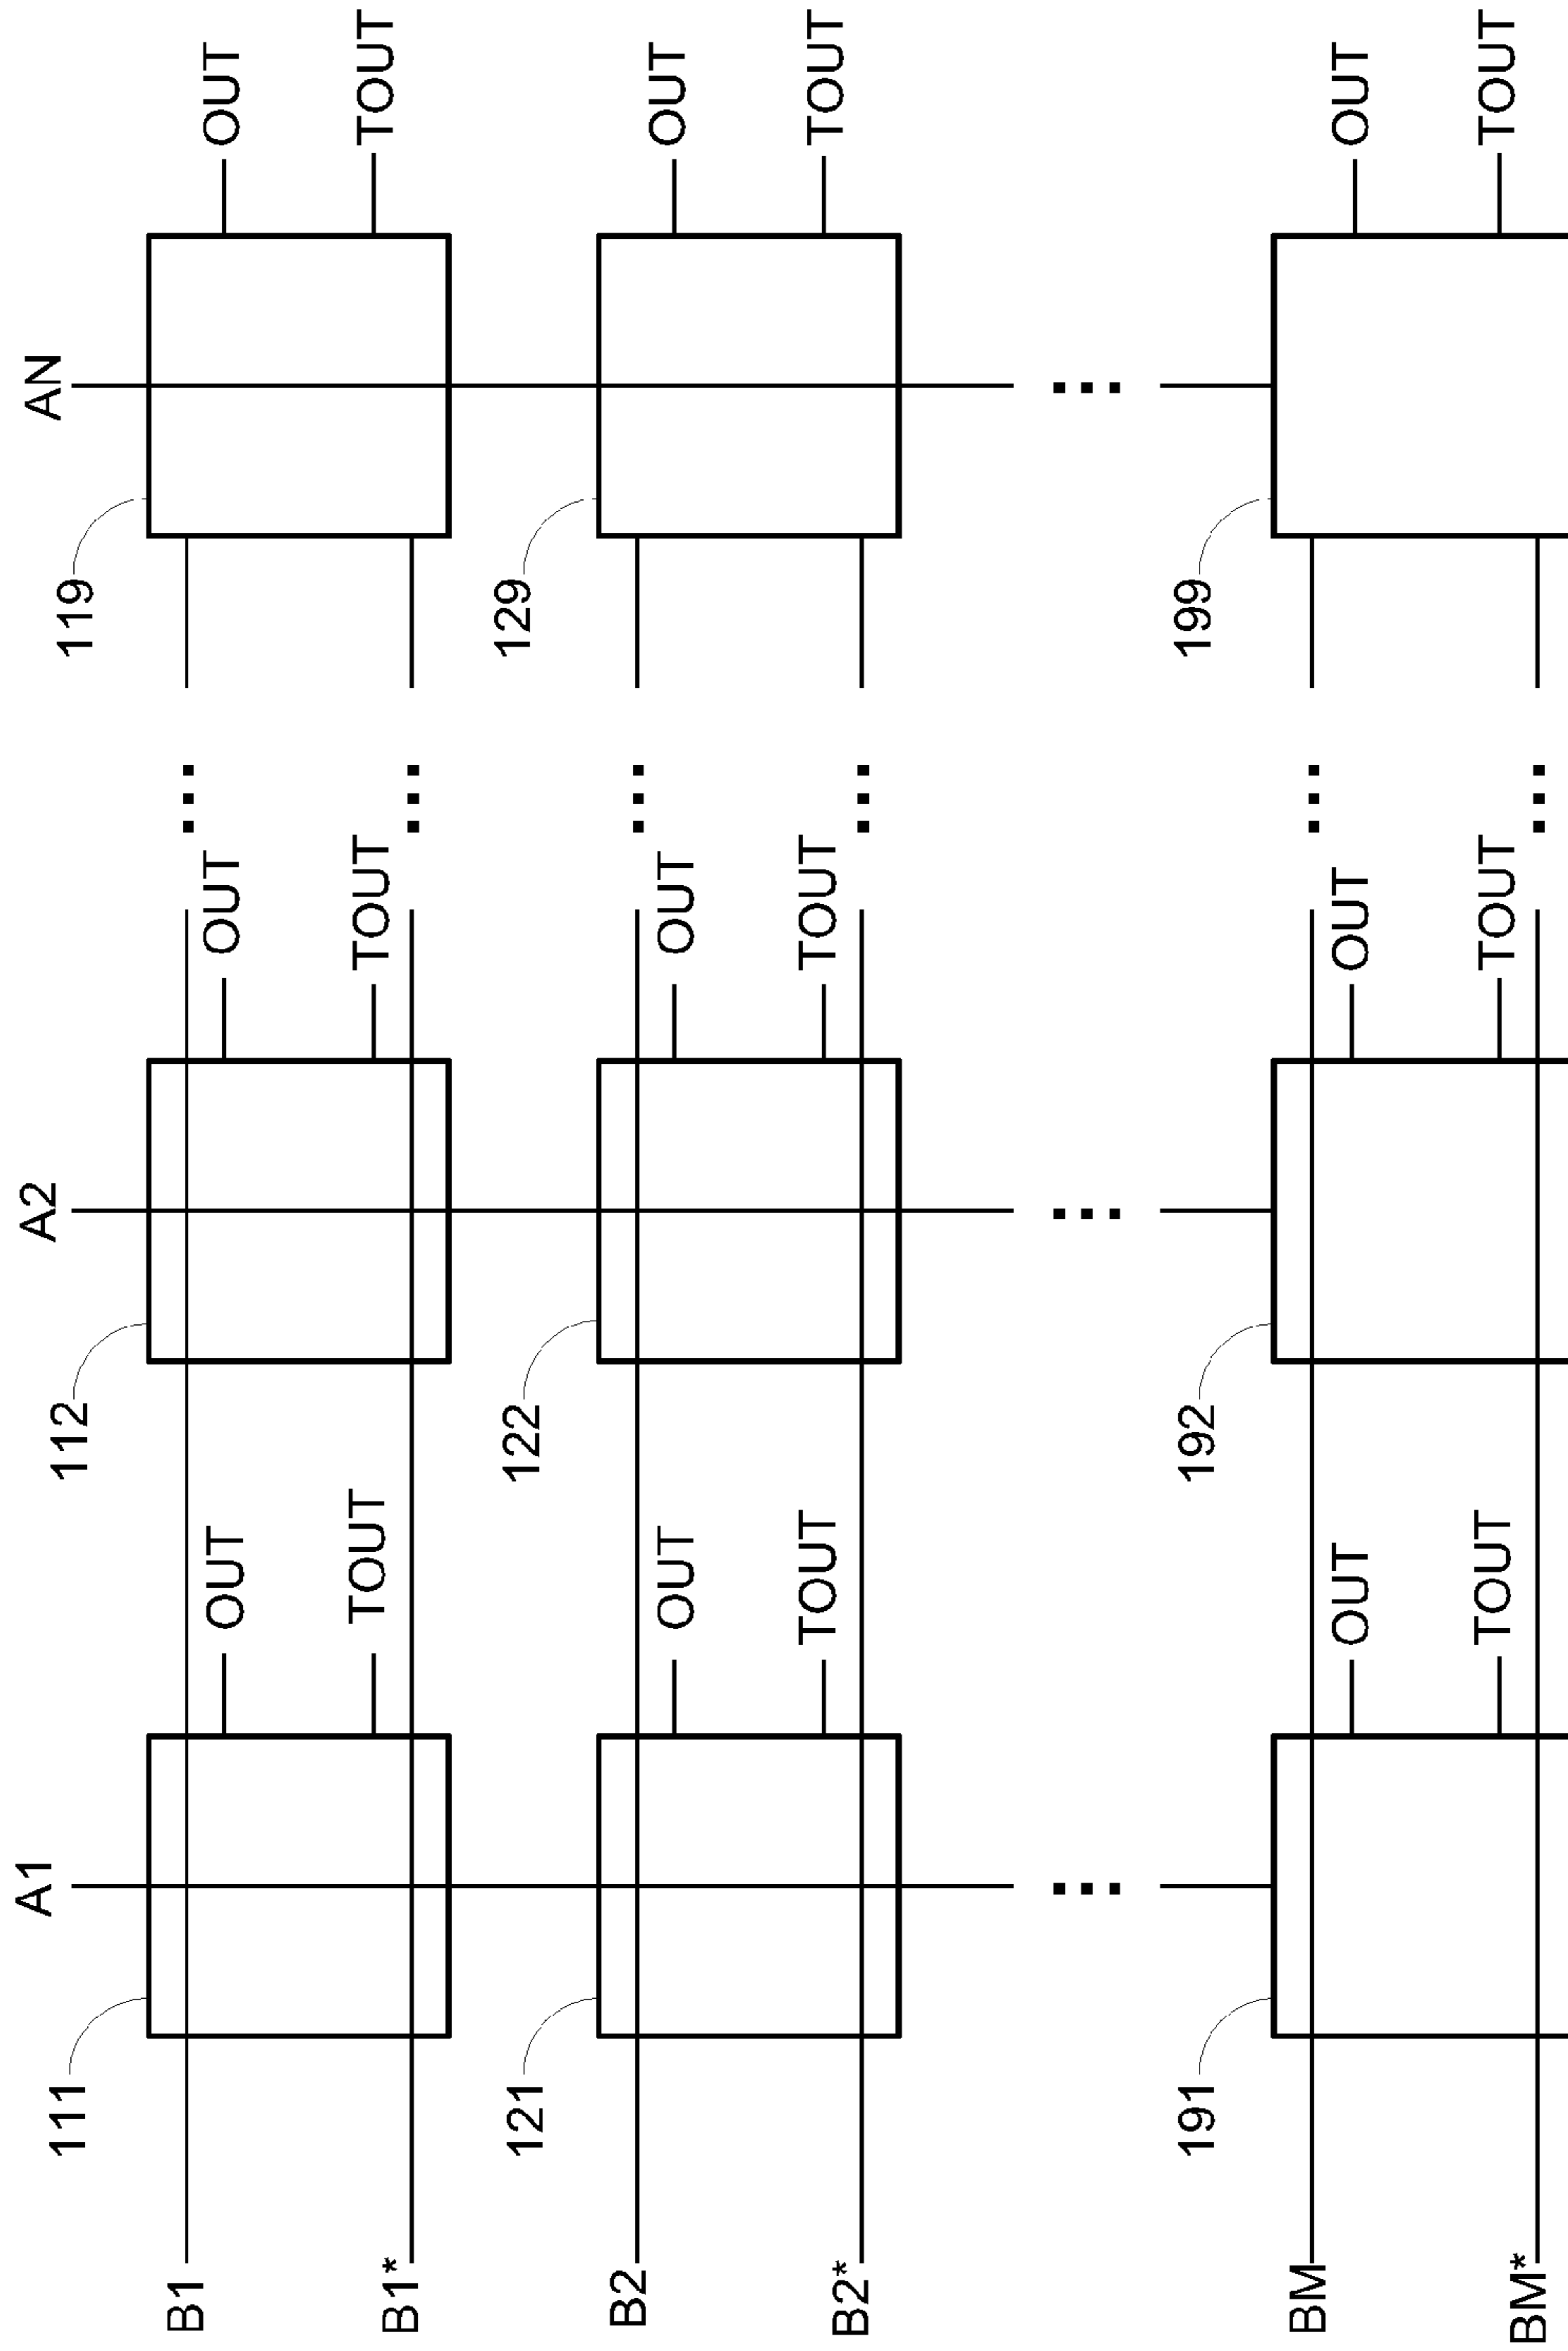 A1 A2 AN
111 112 119
B1
OUT OUT OUT
TOUT TOUT TOUT
B1*
121 122 129
B2
OUT OUT OUT
TOUT TOUT TOUT
B2*
191 192 199
BM
OUT OUT OUT
TOUT TOUT TOUT
BM*